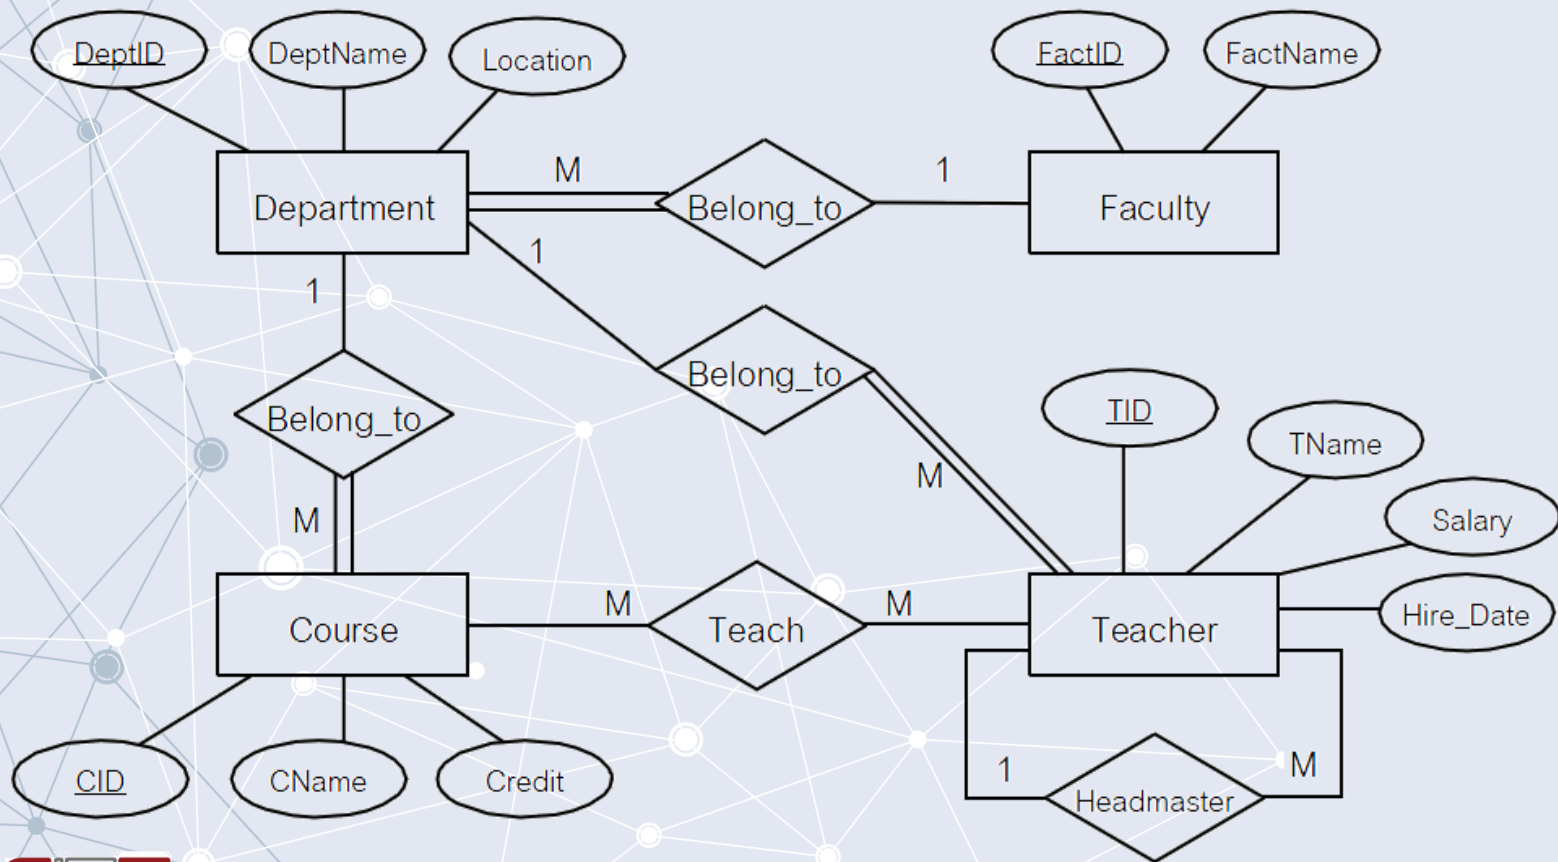 DeptID
DeptName
Location
FactID
FactName
Department
M
Belong_to
1
Faculty
1
1
Belong_to
Belong_to
M
M
TID
TName
Salary
Hire_Date
Course
M
Teach
M
Teacher
CID
CName
Credit
1
Headmaster
M